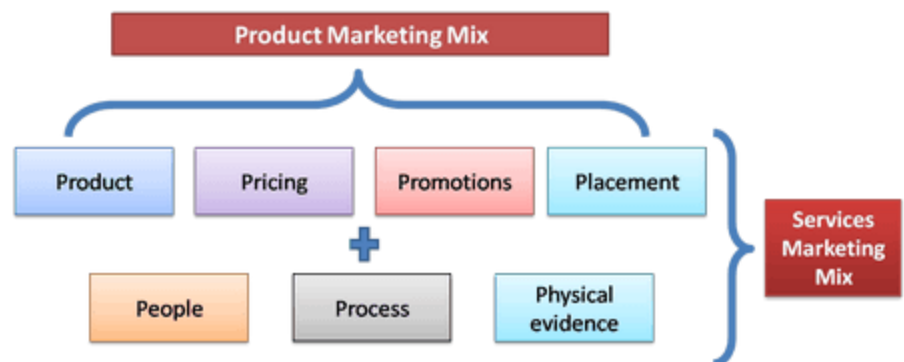 Product Marketing Mix
Product
Pricing
Promotions
Placement
Services
Marketing
Mix
People
Process
Physical
evidence